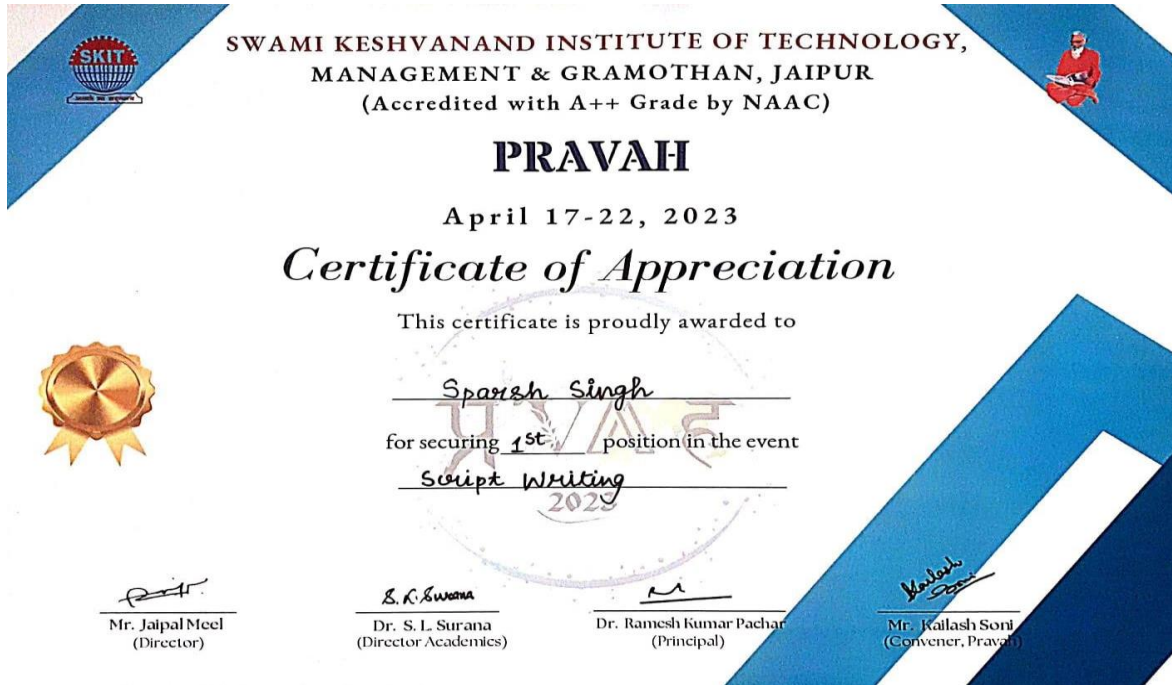 SKIT
SWAMI KESHVANAND INSTITUTE OF TECHNOLOGY,
MANAGEMENT & GRAMOTHAN, JAIPUR
(Accredited with A++ Grade by NAAC)
PRAVAH
April 17-22, 2023
Certificate of Appreciation
This certificate is proudly awarded to
Sparsh Singh
for securing 1st position in the event
Script Writing
2023
S. L. Surana
Kailash Soni
Mr. Jaipal Meel
(Director)
Dr. S. L. Surana
(Director Academics)
Dr. Ramesh Kumar Pachar
(Principal)
Mr. Kailash Soni
(Convener, Pravah)